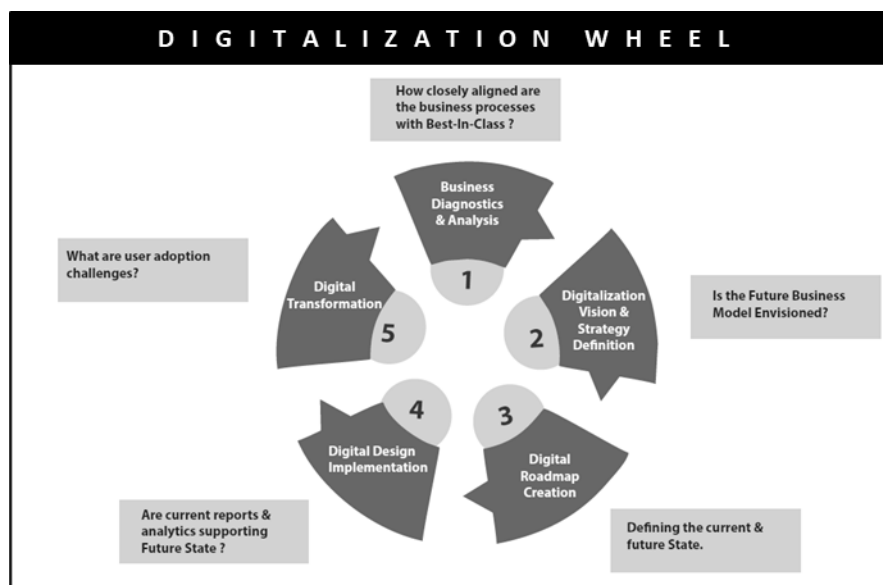 DIGITALIZATION WHEEL
How closely aligned are
the business processes
with Best-In-Class ?
Business
Diagnostics
& Analysis
1
Digitalization
Vision &
Strategy
Definition
2
Is the Future Business
Model Envisioned?
3
Digital
Roadmap
Creation
Defining the current &
future State.
4
Digital Design
Implementation
Are current reports &
analytics supporting
Future State ?
Digital
Transformation
5
What are user adoption
challenges?